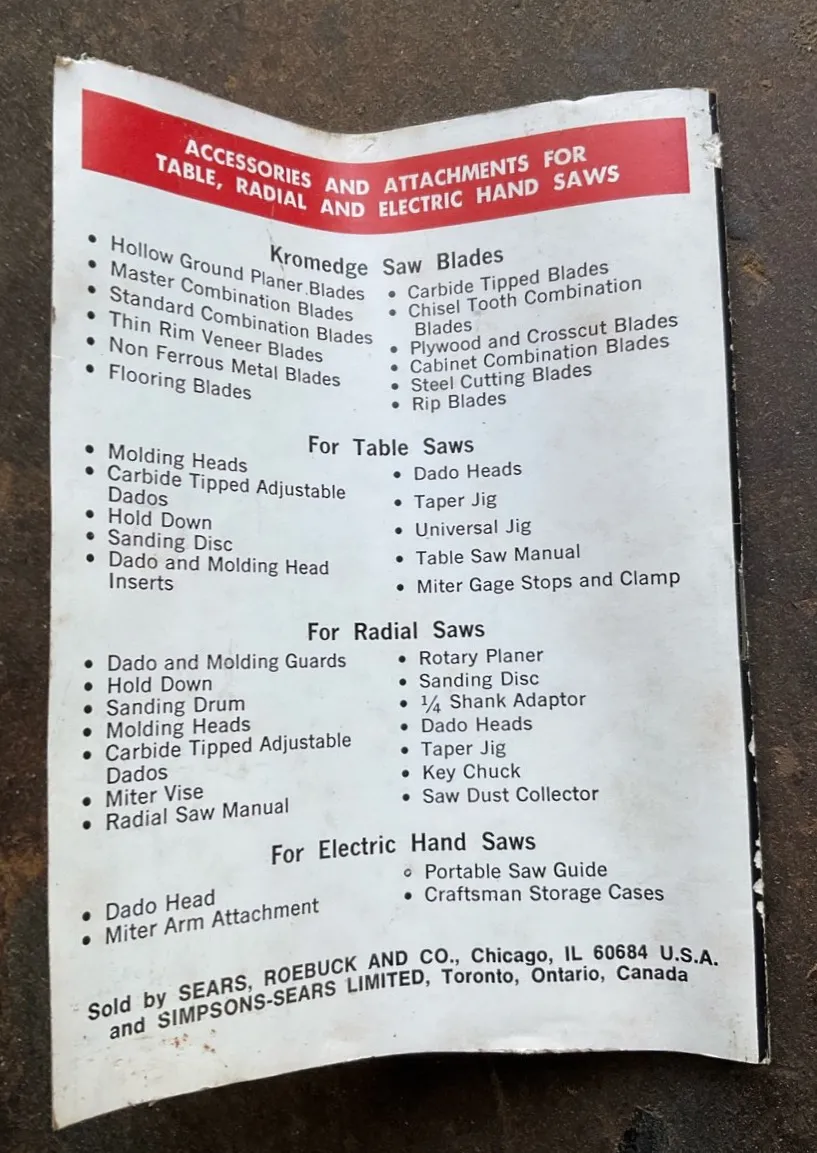 ACCESSORIES AND ATTACHMENTS FOR
TABLE, RADIAL AND ELECTRIC HAND SAWS
Kromedge Saw Blades
• Hollow Ground Planer Blades
• Master Combination Blades
• Standard Combination Blades
• Thin Rim Veneer Blades
• Non Ferrous Metal Blades
• Flooring Blades
• Carbide Tipped Blades
• Chisel Tooth Combination
Blades
• Plywood and Crosscut Blades
• Cabinet Combination Blades
• Steel Cutting Blades
• Rip Blades
For Table Saws
• Molding Heads
• Carbide Tipped Adjustable
Dados
• Hold Down
• Sanding Disc
• Dado and Molding Head
Inserts
• Dado Heads
• Taper Jig
• Universal Jig
• Table Saw Manual
• Miter Gage Stops and Clamp
For Radial Saws
• Dado and Molding Guards
• Hold Down
• Sanding Drum
• Molding Heads
• Carbide Tipped Adjustable
Dados
• Miter Vise
• Radial Saw Manual
• Rotary Planer
• Sanding Disc
• ¼ Shank Adaptor
• Dado Heads
• Taper Jig
• Key Chuck
• Saw Dust Collector
For Electric Hand Saws
• Dado Head
• Miter Arm Attachment
• Portable Saw Guide
• Craftsman Storage Cases
Sold by SEARS, ROEBUCK AND CO., Chicago, IL 60684 U.S.A.
and SIMPSONS-SEARS LIMITED, Toronto, Ontario, Canada